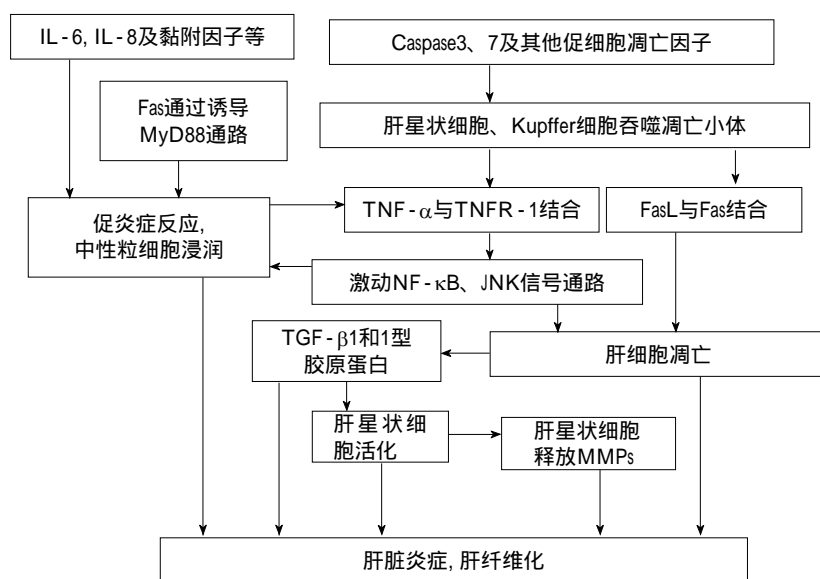 IL-6, IL-8及黏附因子等
Caspase3、7及其他促细胞凋亡因子
Fas通过诱导
MyD88通路
肝星状细胞、Kupffer细胞吞噬凋亡小体
促炎症反应,
中性粒细胞浸润
TNF-α与TNFR-1结合
FasL与Fas结合
激动NF-κB、JNK信号通路
TGF-β1和1型
胶原蛋白
肝细胞凋亡
肝星状细
胞活化
肝星状细胞
释放MMPs
肝脏炎症, 肝纤维化